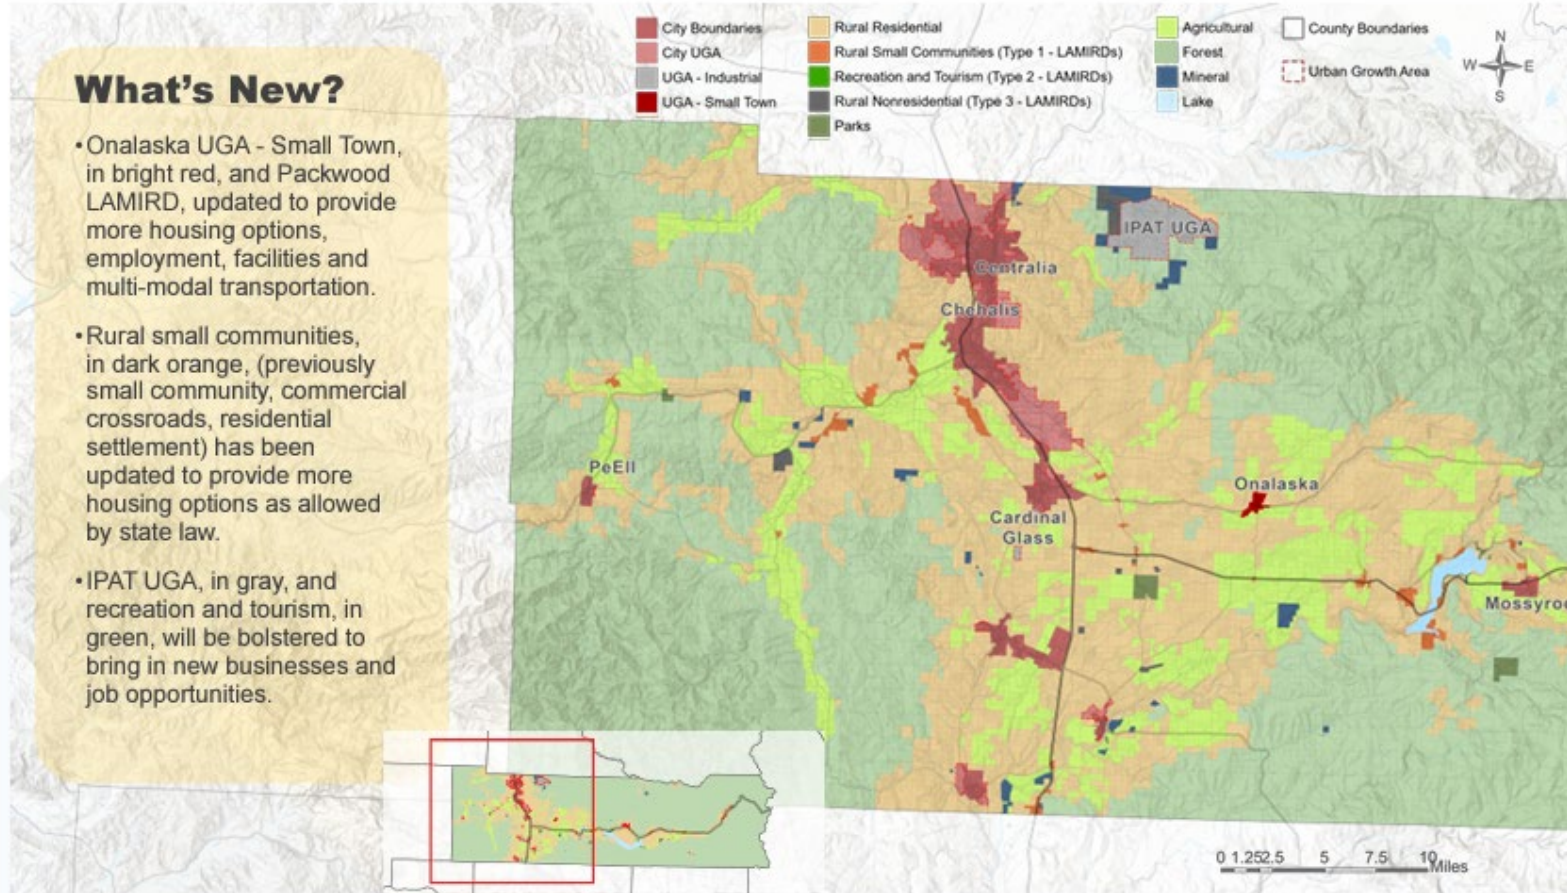 What's New?
•Onalaska UGA - Small Town,
in bright red, and Packwood
LAMIRD, updated to provide
more housing options,
employment, facilities and
multi-modal transportation.
•Rural small communities,
in dark orange, (previously
small community, commercial
crossroads, residential
settlement) has been
updated to provide more
housing options as allowed
by state law.
•IPAT UGA, in gray, and
recreation and tourism, in
green, will be bolstered to
bring in new businesses and
job opportunities.
City Boundaries
City UGA
UGA - Industrial
UGA - Small Town
Rural Residential
Rural Small Communities (Type 1 - LAMIRDs)
Recreation and Tourism (Type 2 - LAMIRDs)
Rural Nonresidential (Type 3 - LAMIRDs)
Parks
Agricultural
Forest
Mineral
Lake
County Boundaries
Urban Growth Area
N
W E
S
IPAT UGA
Centralia
Chehalis
PeEll
Onalaska
Cardinal
Glass
Mossyroc
0 1.252.5 5 7.5 10
Miles